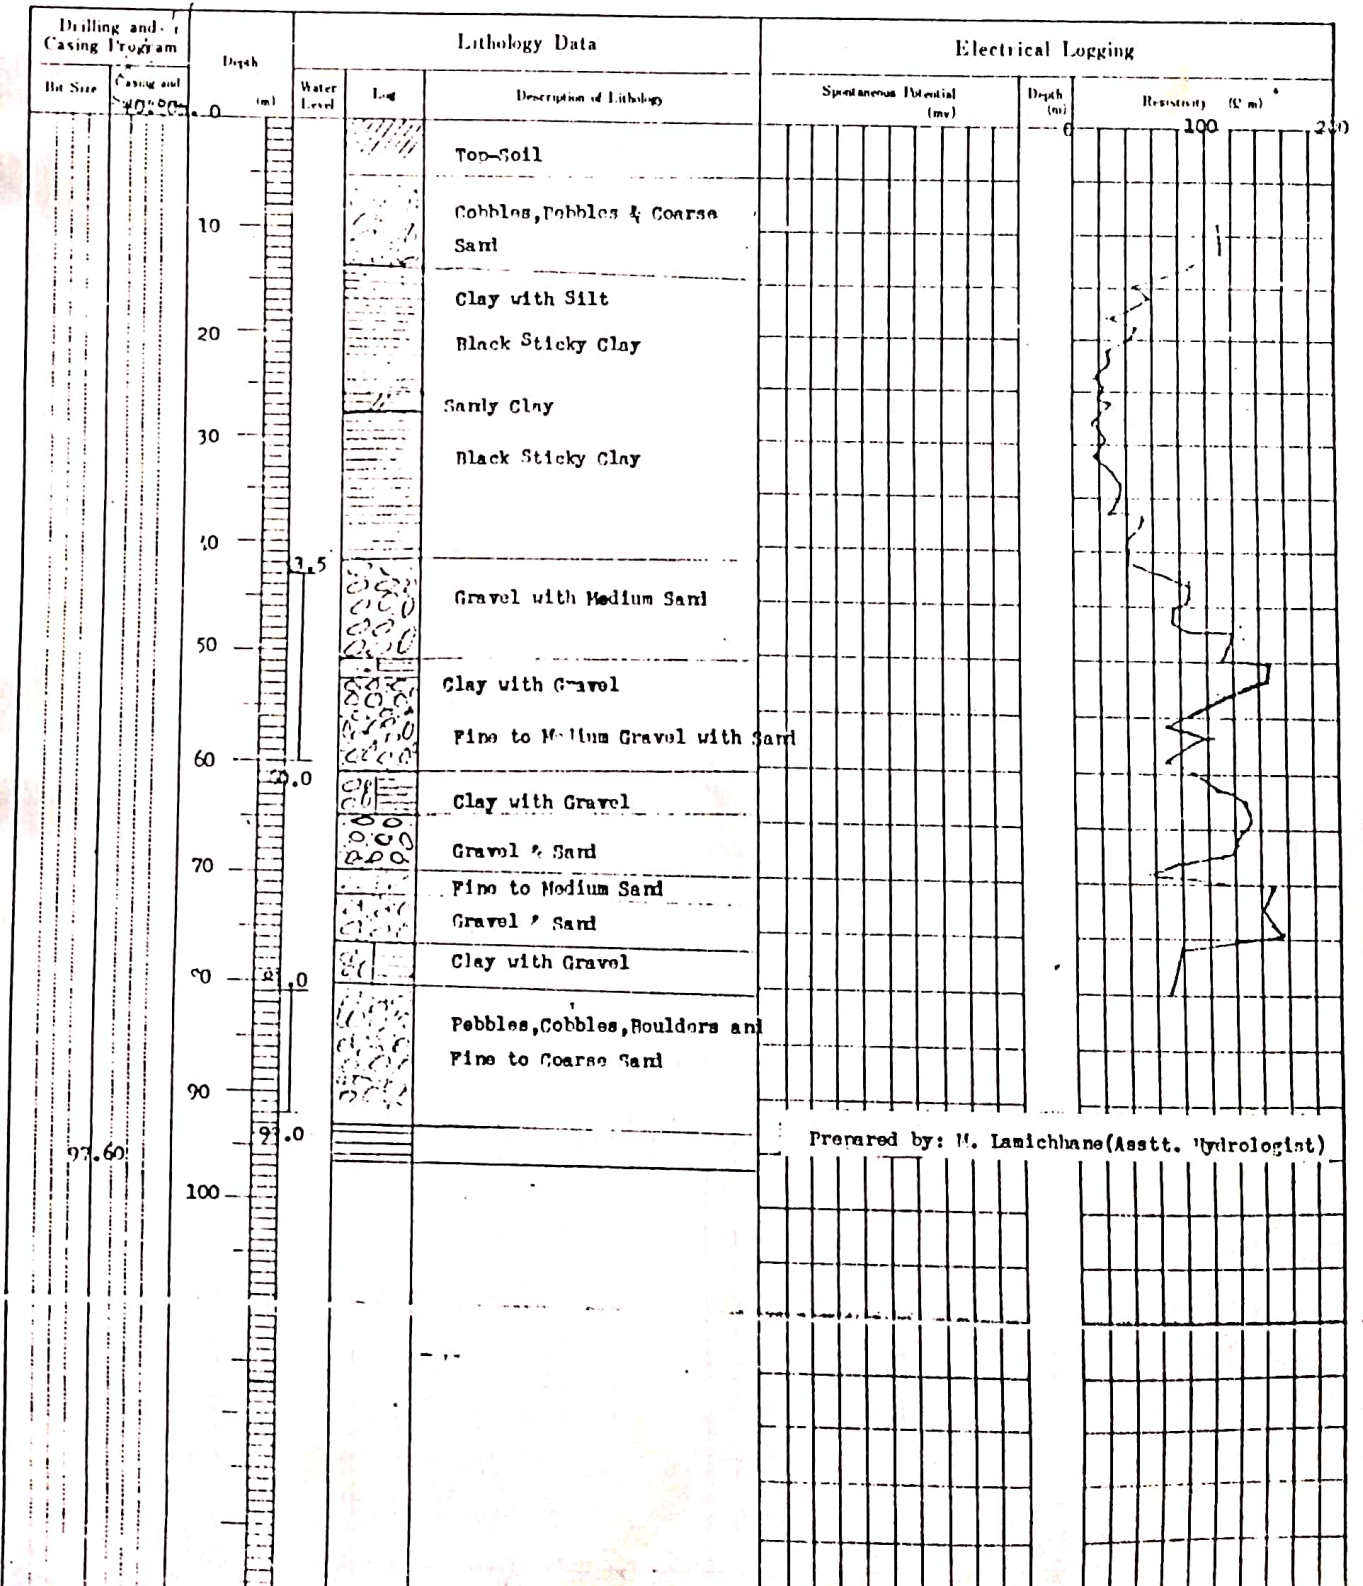 Drilling and
Casing Program
Depth
Lithology Data
Electrical Logging
Bit Size
Casing and
(m)
Water
Level
Log
Description of Lithology
Spontaneous Potential
(mv)
Depth
(m)
Resistivity (Ω m)
0
0
100
Top-Soil
10
Cobbles,Pebbles & Coarse
Sand
Clay with Silt
20
Black Sticky Clay
Sandy Clay
30
Black Sticky Clay
3.5
Gravel with Medium Sand
50
Clay with Gravel
Fine to Medium Gravel with Sand
60
Clay with Gravel
70
Gravel & Sand
Fine to Medium Sand
Gravel & Sand
Clay with Gravel
Pebbles,Cobbles,Boulders and
Fine to Coarse Sand
90
Prepared by: M. Lamichhane(Asstt. Hydrologist)
100